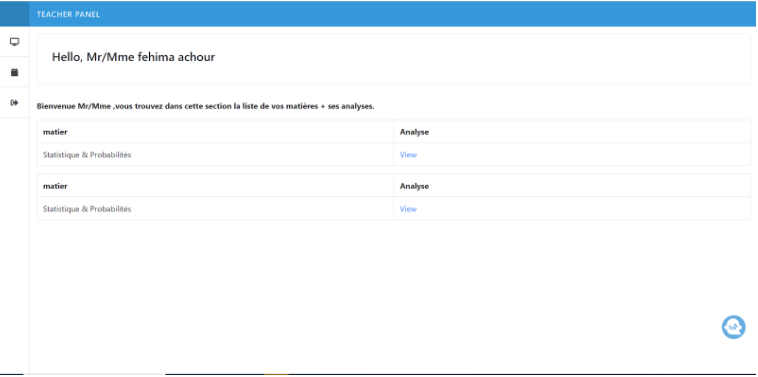 TEACHER PANEL
Hello, Mr/Mme fehima achour
Bienvenue Mr/Mme ,vous trouvez dans cette section la liste de vos matières + ses analyses.
matier Analyse
Statistique & Probabilités View
matier Analyse
Statistique & Probabilités View